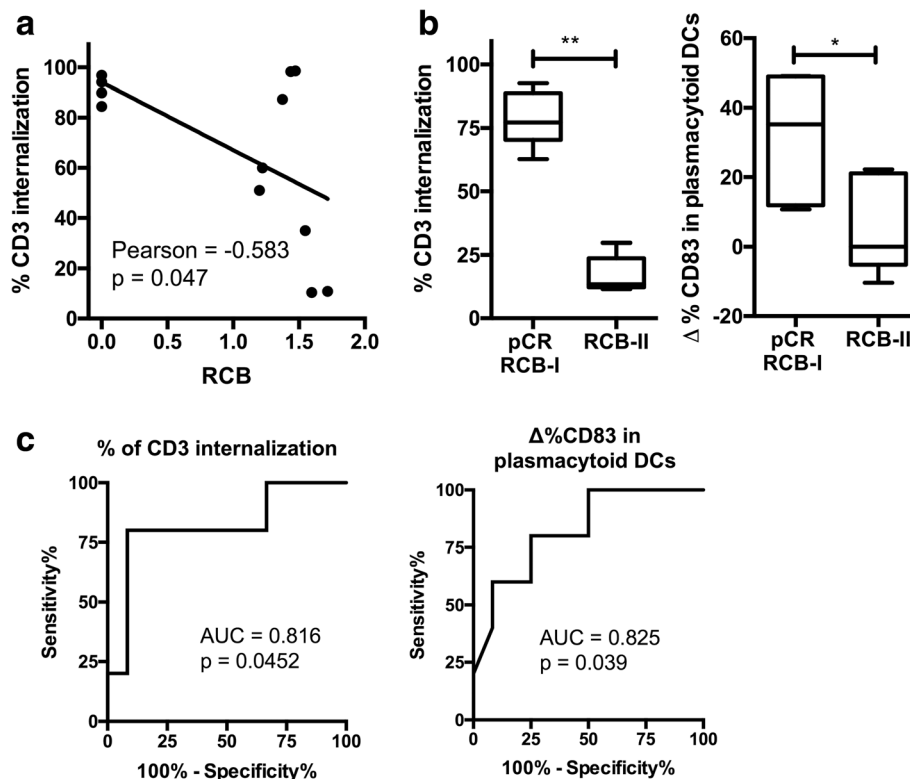 a
% CD3 internalization
100
80
60
40
20
0
Pearson = -0.583
p = 0.047
0.0 0.5 1.0 1.5 2.0
RCB
b
% CD3 internalization
100
75
50
25
0
**
pCR RCB-II
RCB-I
Δ % CD83 in plasmacytoid DCs
60
40
20
0
-20
*
pCR RCB-II
RCB-I
c
% of CD3 internalization
Sensitivity%
100
75
50
25
0
AUC = 0.816
p = 0.0452
0 25 50 75 100
100% - Specificity%
Δ%CD83 in
plasmacytoid DCs
Sensitivity%
100
75
50
25
0
AUC = 0.825
p = 0.039
0 25 50 75 100
100% - Specificity%